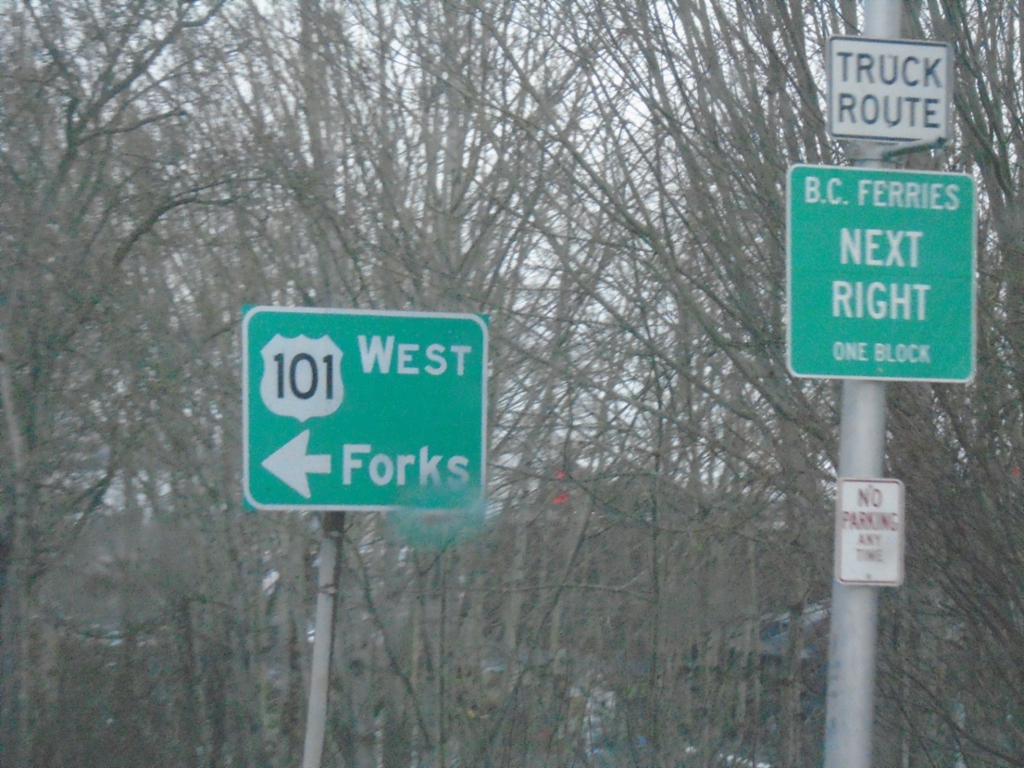 101 WEST
Forks
TRUCK
ROUTE
B.C. FERRIES
NEXT
RIGHT
ONE BLOCK
NO
PARKING
ANY
TIME